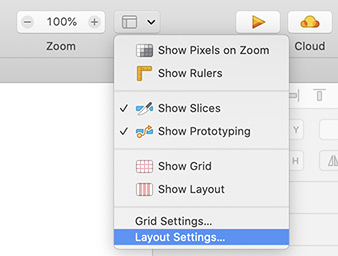 100%
Zoom
Cloud
Show Pixels on Zoom
Show Rulers
Show Slices
Show Prototyping
Show Grid
Show Layout
Grid Settings...
Layout Settings...
Y
H